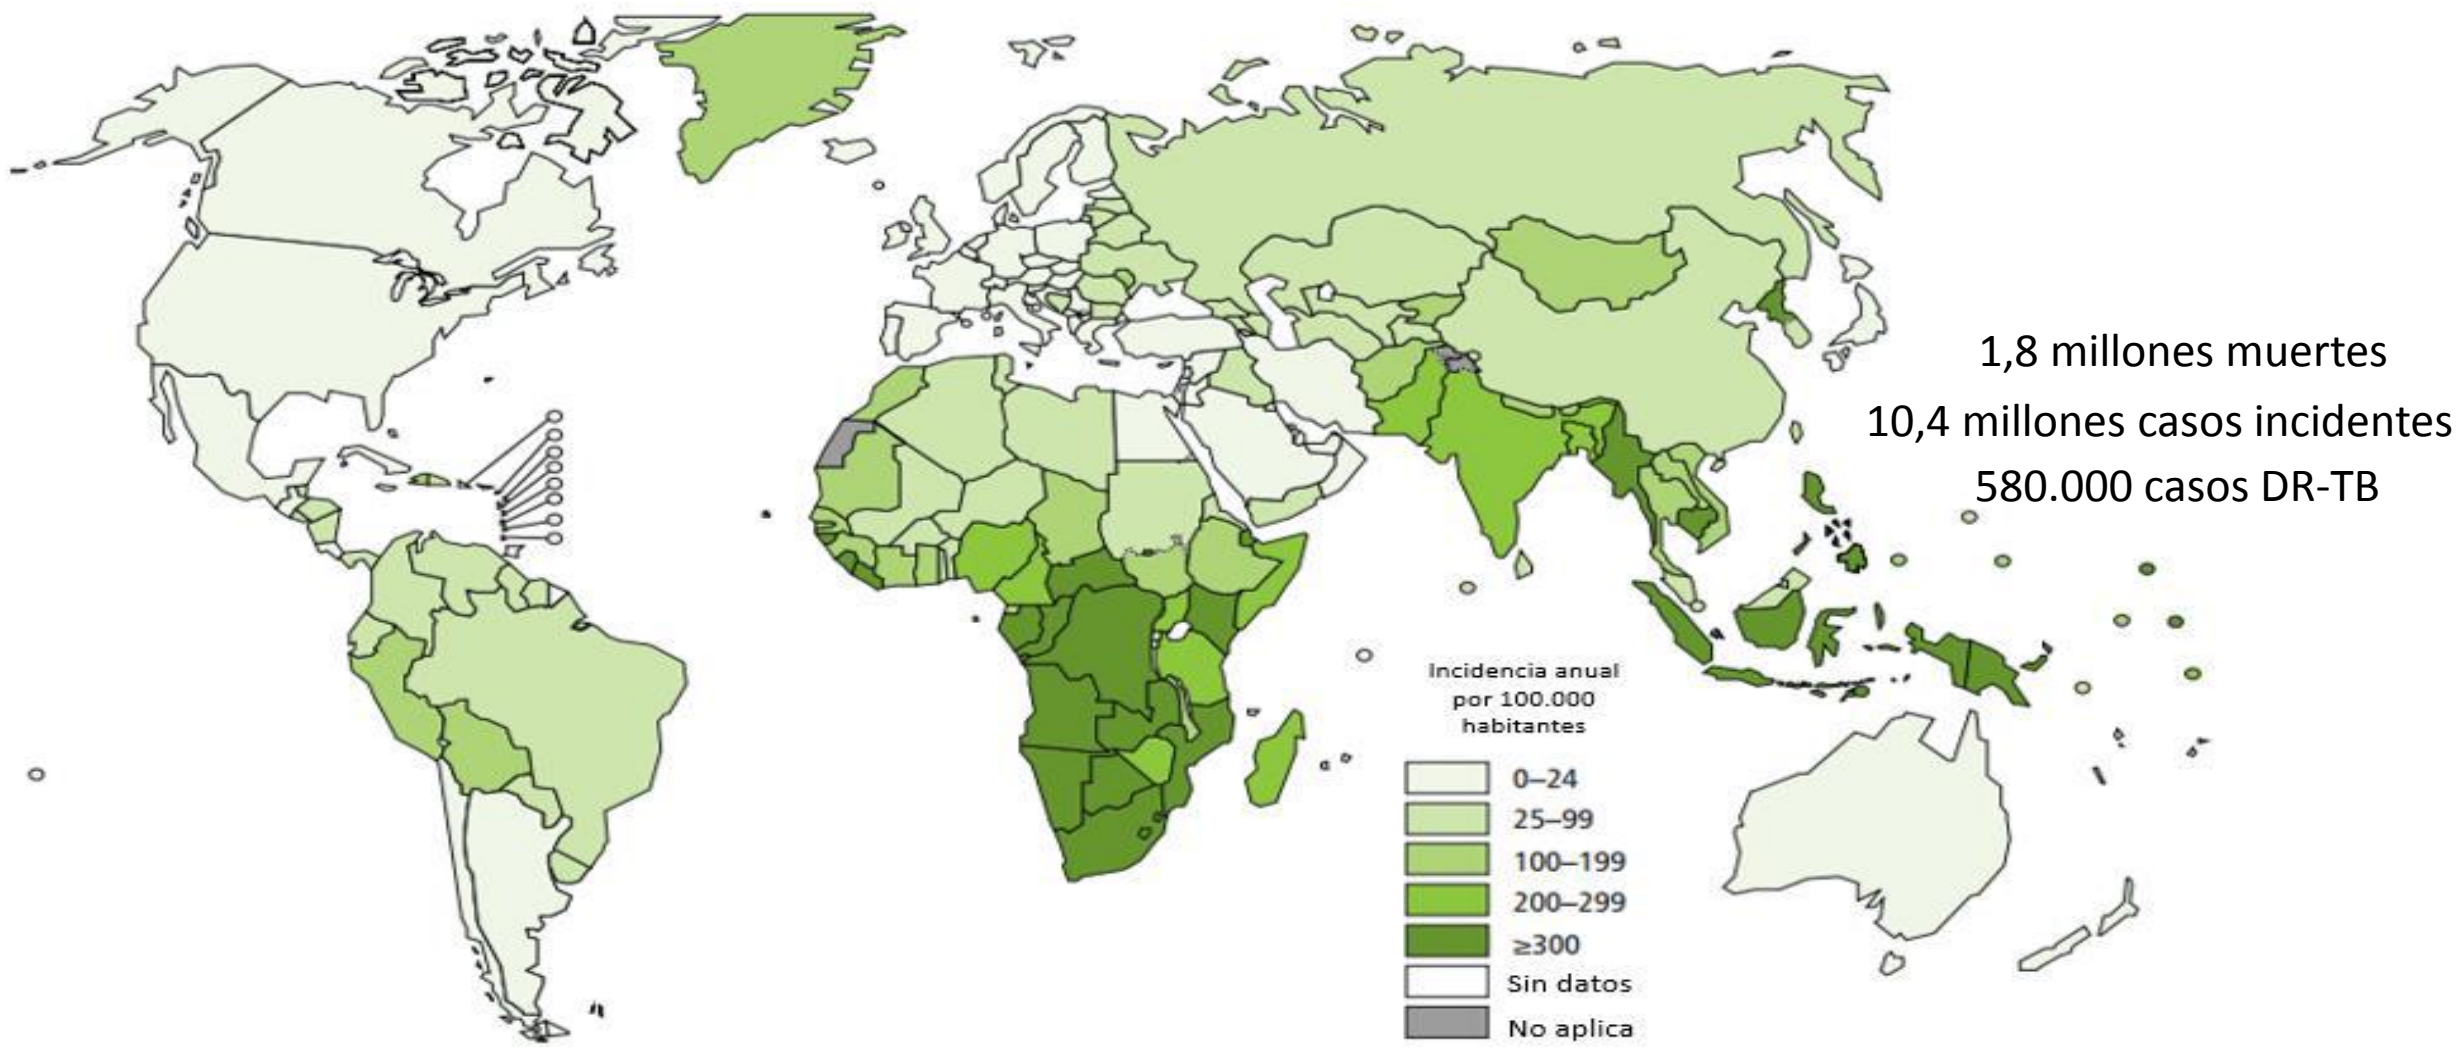 1,8 millones muertes
10,4 millones casos incidentes
580.000 casos DR-TB
Incidencia anual
por 100.000
habitantes
0–24
25–99
100–199
200–299
≥300
Sin datos
No aplica